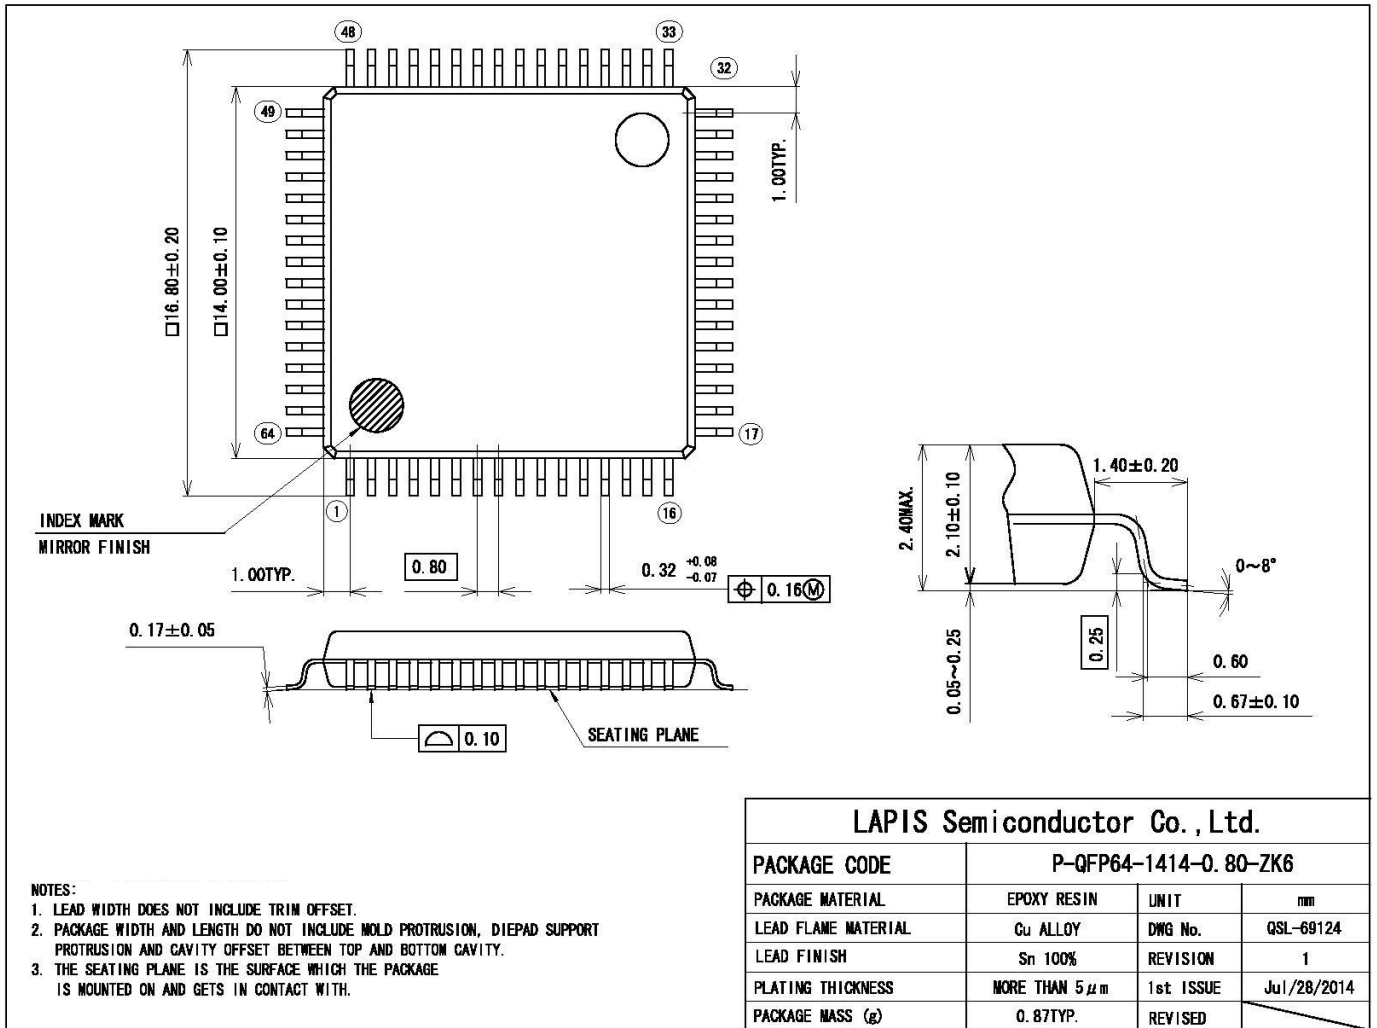 48
33
32
49
1.00TYP.
□16.80±0.20
□14.00±0.10
64
17
1
16
INDEX MARK
MIRROR FINISH
1.00TYP.
0.80
0.32 +0.08 -0.07
⌖ 0.16Ⓜ
0.17±0.05
⌓ 0.10
SEATING PLANE
2.40MAX.
2.10±0.10
1.40±0.20
0~8°
0.05~0.25
0.25
0.60
0.67±0.10
NOTES:
1. LEAD WIDTH DOES NOT INCLUDE TRIM OFFSET.
2. PACKAGE WIDTH AND LENGTH DO NOT INCLUDE MOLD PROTRUSION, DIEPAD SUPPORT
PROTRUSION AND CAVITY OFFSET BETWEEN TOP AND BOTTOM CAVITY.
3. THE SEATING PLANE IS THE SURFACE WHICH THE PACKAGE
IS MOUNTED ON AND GETS IN CONTACT WITH.
LAPIS Semiconductor Co.,Ltd.
PACKAGE CODE P-QFP64-1414-0.80-ZK6
PACKAGE MATERIAL EPOXY RESIN UNIT mm
LEAD FLAME MATERIAL Cu ALLOY DWG No. QSL-69124
LEAD FINISH Sn 100% REVISION 1
PLATING THICKNESS MORE THAN 5μm 1st ISSUE Jul/28/2014
PACKAGE MASS (g) 0.87TYP. REVISED